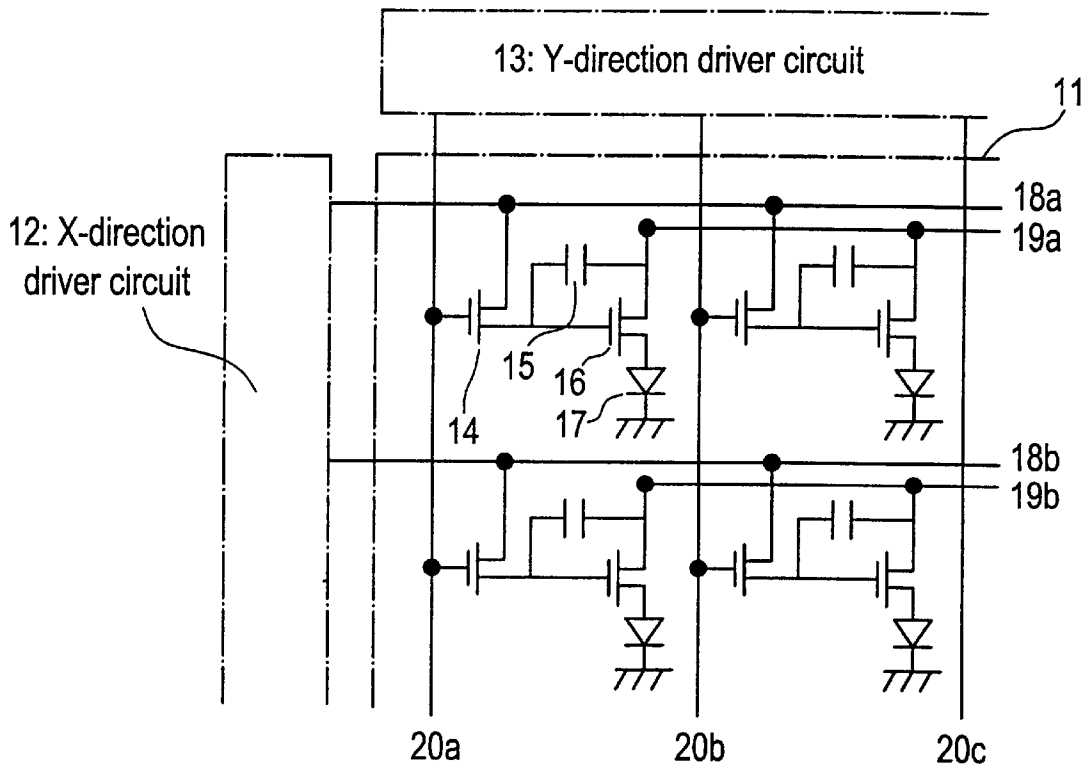 13: Y-direction driver circuit
11
12: X-direction
driver circuit
18a
19a
15
16
14
17
18b
19b
20a
20b
20c